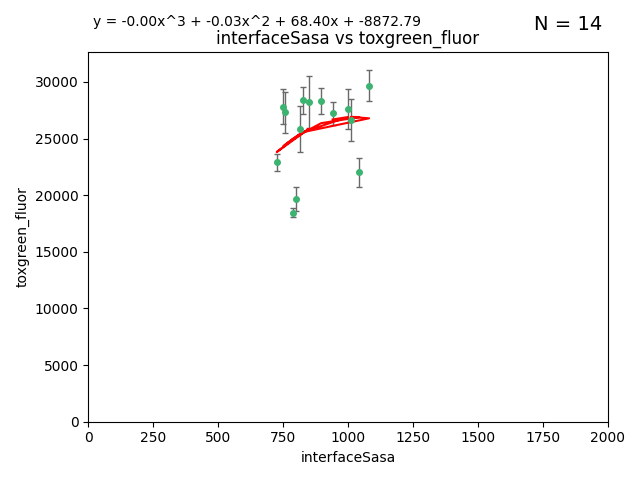 y = -0.00x^3 + -0.03x^2 + 68.40x + -8872.79
N = 14
interfaceSasa vs toxgreen_fluor
30000
25000
20000
15000
10000
5000
0
toxgreen_fluor
0 250 500 750 1000 1250 1500 1750 2000
interfaceSasa